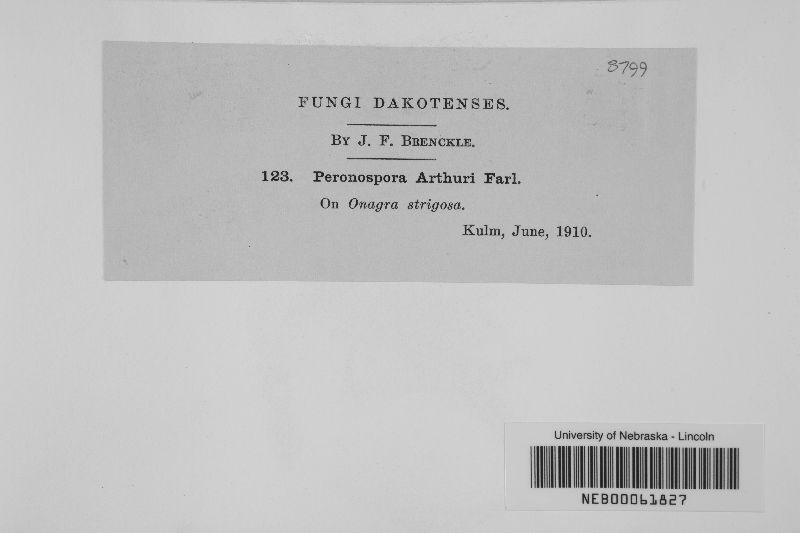 8799
FUNGI DAKOTENSES.
By J. F. Brenckle.
123. Peronospora Arthuri Farl.
On Onagra strigosa.
Kulm, June, 1910.
University of Nebraska - Lincoln
NEB00061827